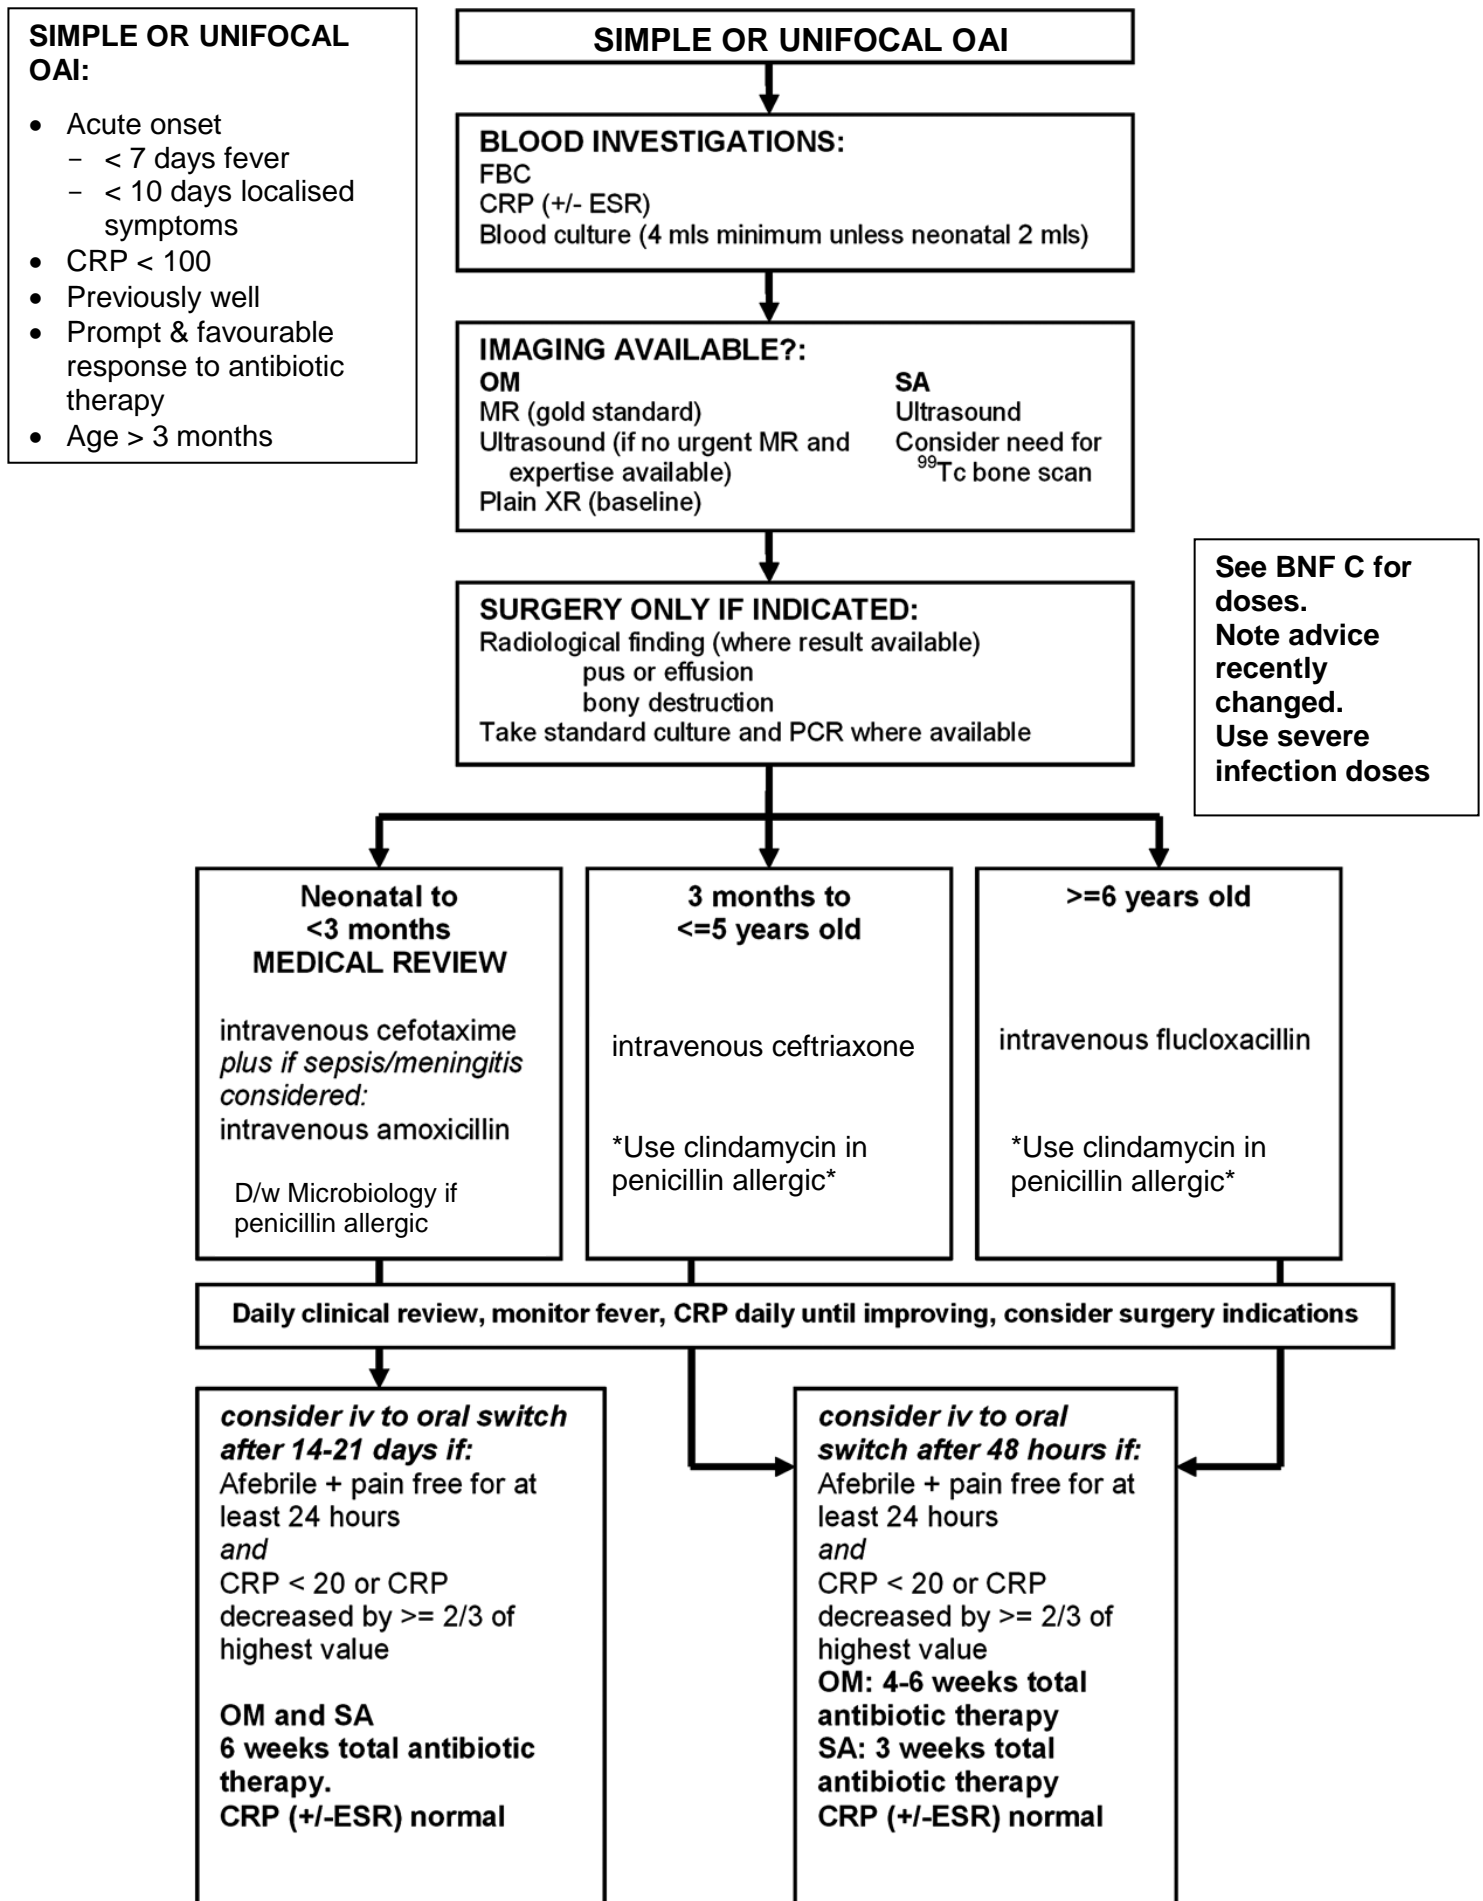 SIMPLE OR UNIFOCAL
OAI:
• Acute onset
- < 7 days fever
- < 10 days localised
symptoms
• CRP < 100
• Previously well
• Prompt & favourable
response to antibiotic
therapy
• Age > 3 months
SIMPLE OR UNIFOCAL OAI
BLOOD INVESTIGATIONS:
FBC
CRP (+/- ESR)
Blood culture (4 mls minimum unless neonatal 2 mls)
IMAGING AVAILABLE?:
OM
MR (gold standard)
Ultrasound (if no urgent MR and
expertise available)
Plain XR (baseline)
SA
Ultrasound
Consider need for
⁹⁹Tc bone scan
SURGERY ONLY IF INDICATED:
Radiological finding (where result available)
pus or effusion
bony destruction
Take standard culture and PCR where available
See BNF C for
doses.
Note advice
recently
changed.
Use severe
infection doses
Neonatal to
<3 months
MEDICAL REVIEW
intravenous cefotaxime
plus if sepsis/meningitis
considered:
intravenous amoxicillin
D/w Microbiology if
penicillin allergic
3 months to
<=5 years old
intravenous ceftriaxone
*Use clindamycin in
penicillin allergic*
>=6 years old
intravenous flucloxacillin
*Use clindamycin in
penicillin allergic*
Daily clinical review, monitor fever, CRP daily until improving, consider surgery indications
consider iv to oral switch
after 14-21 days if:
Afebrile + pain free for at
least 24 hours
and
CRP < 20 or CRP
decreased by >= 2/3 of
highest value
OM and SA
6 weeks total antibiotic
therapy.
CRP (+/-ESR) normal
consider iv to oral
switch after 48 hours if:
Afebrile + pain free for at
least 24 hours
and
CRP < 20 or CRP
decreased by >= 2/3 of
highest value
OM: 4-6 weeks total
antibiotic therapy
SA: 3 weeks total
antibiotic therapy
CRP (+/-ESR) normal